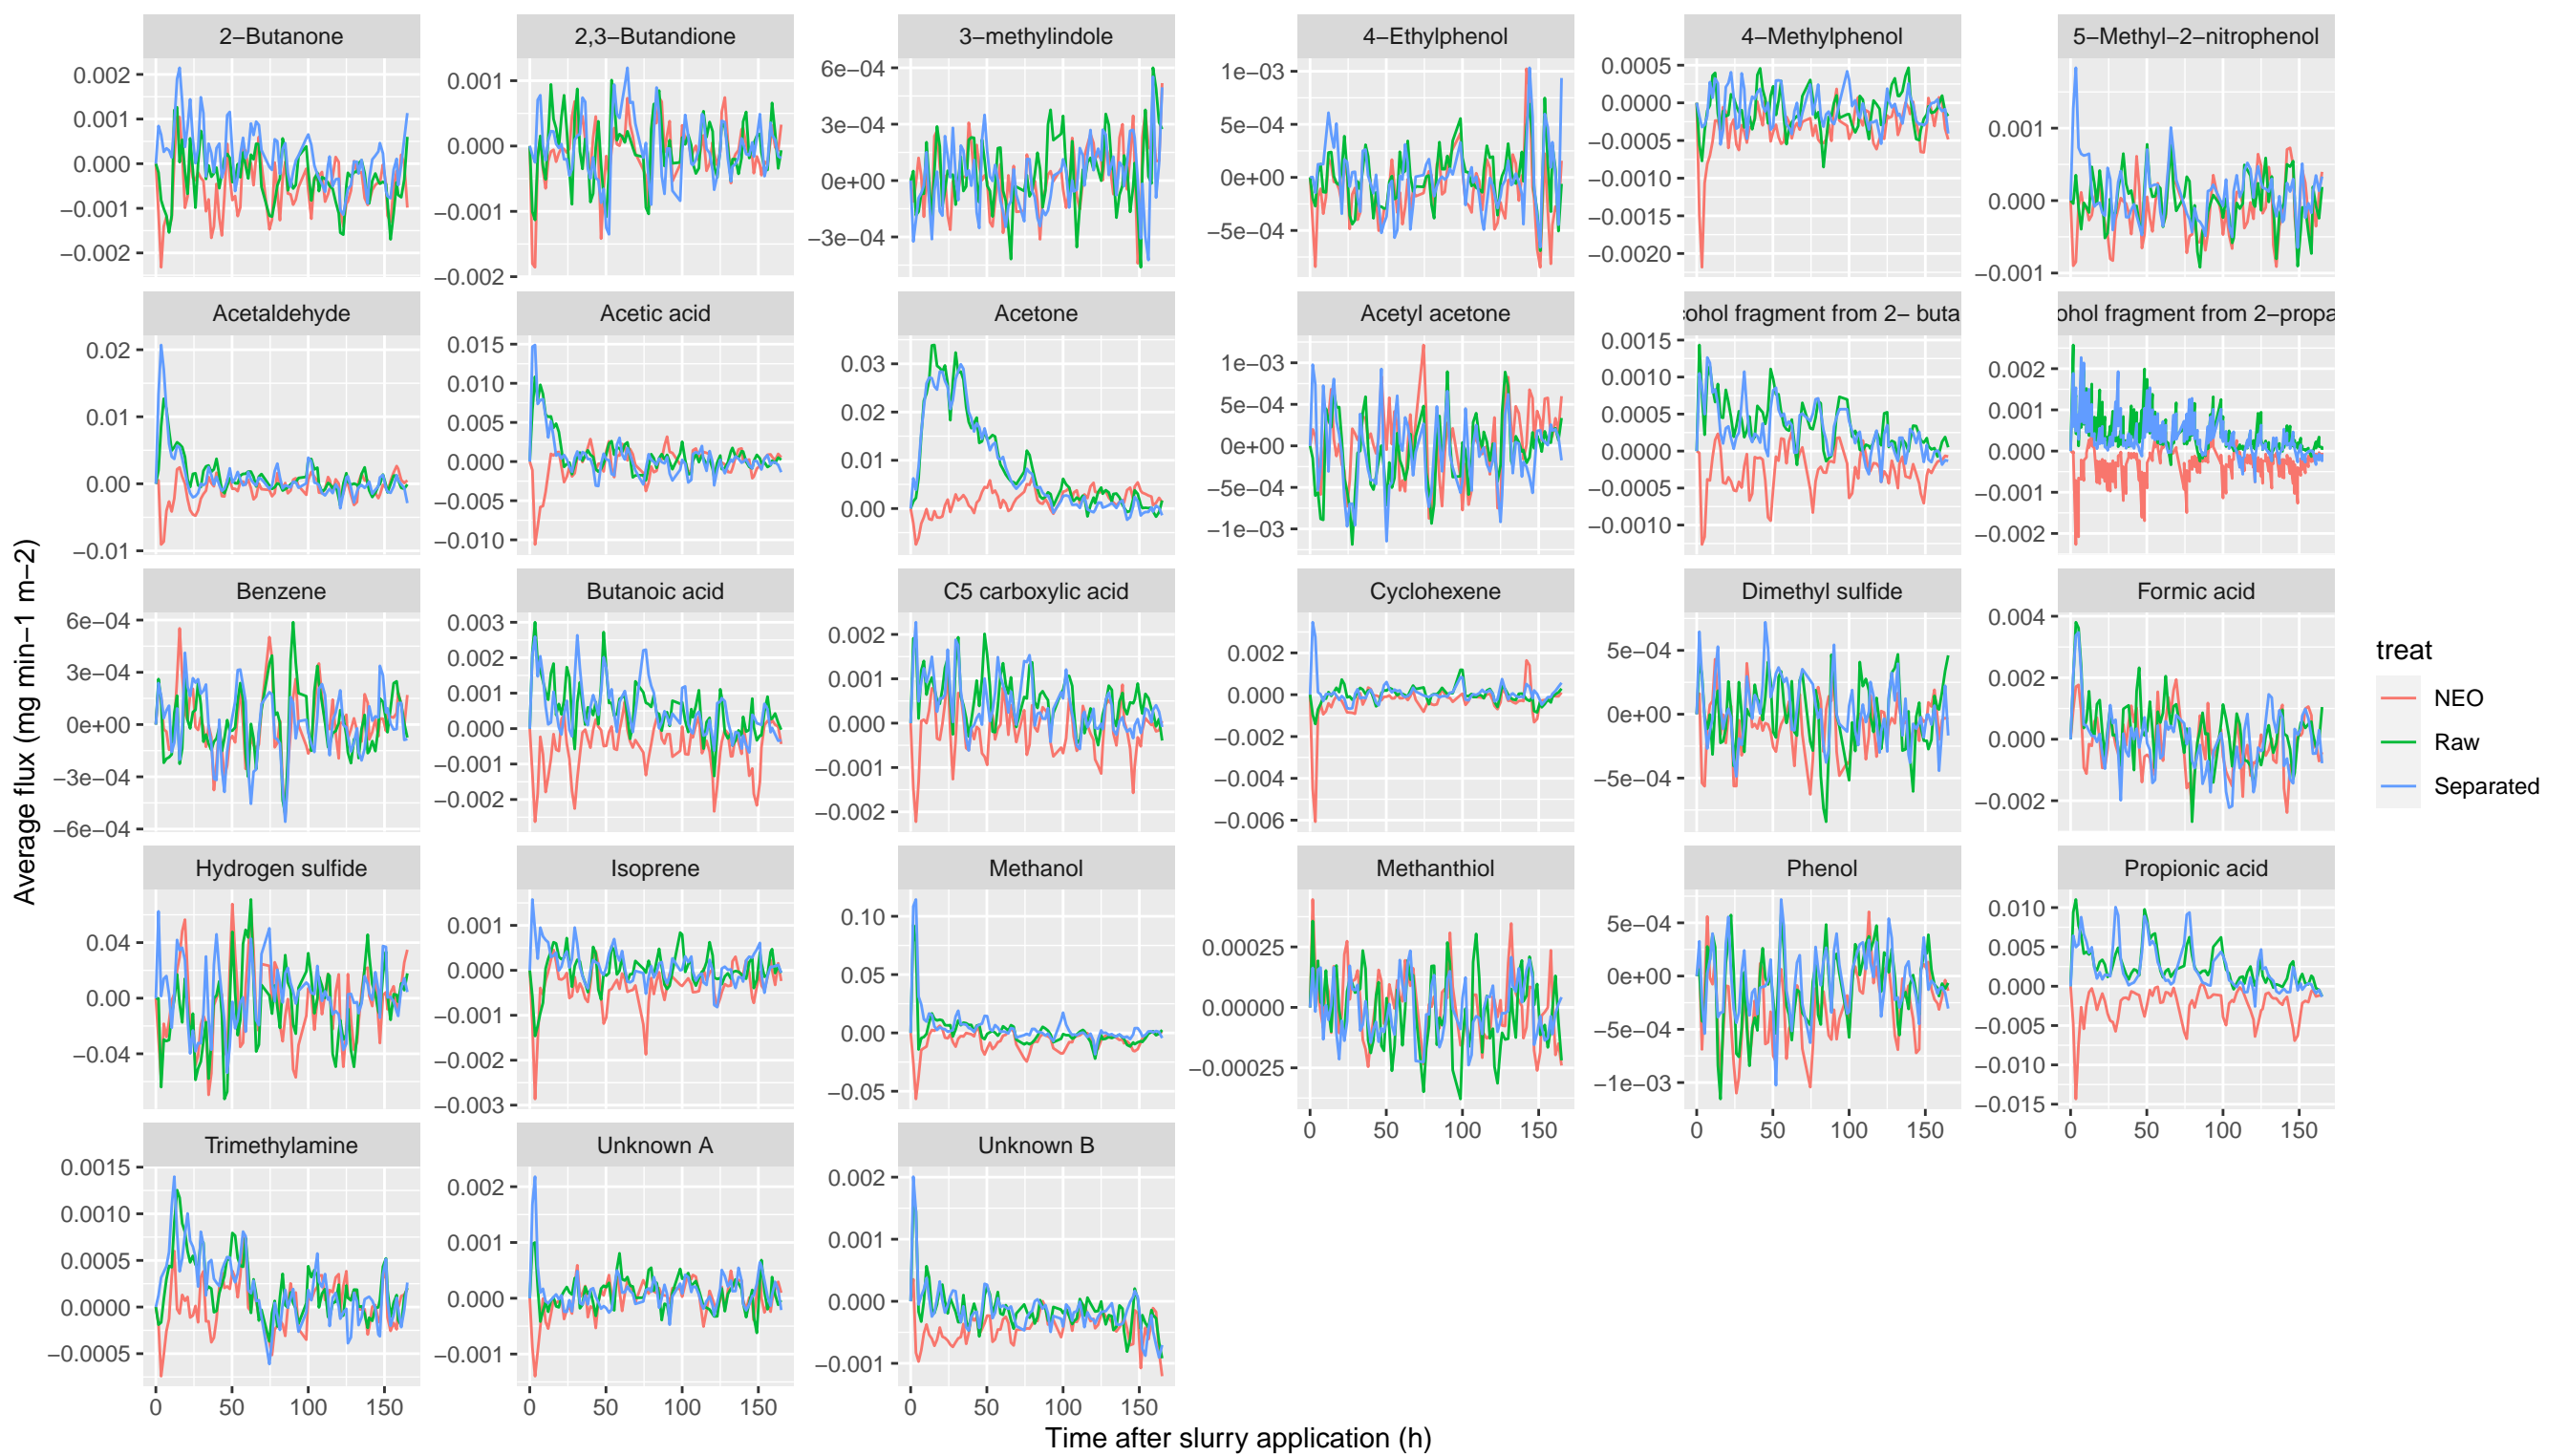 2−Butanone
2,3−Butandione
3−methylindole
4−Ethylphenol
4−Methylphenol
5−Methyl−2−nitrophenol
0.002
0.001
0.000
−0.001
−0.002
0.001
0.000
−0.001
−0.002
6e−04
3e−04
0e+00
−3e−04
1e−03
5e−04
0e+00
−5e−04
0.0005
0.0000
−0.0005
−0.0010
−0.0015
−0.0020
0.001
0.000
−0.001
Acetaldehyde
Acetic acid
Acetone
Acetyl acetone
cohol fragment from 2− buta
ohol fragment from 2−propa
0.02
0.01
0.00
−0.01
0.015
0.010
0.005
0.000
−0.005
−0.010
0.03
0.02
0.01
0.00
1e−03
5e−04
0e+00
−5e−04
−1e−03
0.0015
0.0010
0.0005
0.0000
−0.0005
−0.0010
0.002
0.001
0.000
−0.001
−0.002
Benzene
Butanoic acid
C5 carboxylic acid
Cyclohexene
Dimethyl sulfide
Formic acid
6e−04
3e−04
0e+00
−3e−04
−6e−04
0.003
0.002
0.001
0.000
−0.001
−0.002
0.002
0.001
0.000
−0.001
−0.002
0.002
0.000
−0.002
−0.004
−0.006
5e−04
0e+00
−5e−04
0.004
0.002
0.000
−0.002
Hydrogen sulfide
Isoprene
Methanol
Methanthiol
Phenol
Propionic acid
0.04
0.00
−0.04
0.001
0.000
−0.001
−0.002
−0.003
0.10
0.05
0.00
−0.05
0.00025
0.00000
−0.00025
5e−04
0e+00
−5e−04
−1e−03
0.010
0.005
0.000
−0.005
−0.010
−0.015
0 50 100 150
0 50 100 150
0 50 100 150
Trimethylamine
Unknown A
Unknown B
0.0015
0.0010
0.0005
0.0000
−0.0005
0.002
0.001
0.000
−0.001
0.002
0.001
0.000
−0.001
0 50 100 150
0 50 100 150
0 50 100 150
Time after slurry application (h)
Average flux (mg min−1 m−2)
treat
NEO
Raw
Separated